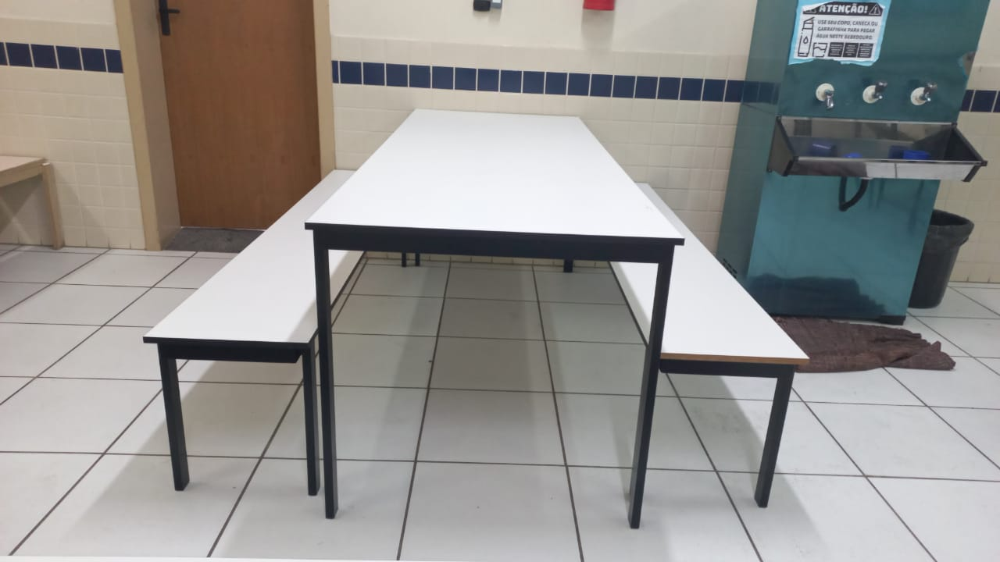 ATENÇÃO!
USE SEU COPO, CANECA OU
GARRAFINHA PARA PEGAR
ÁGUA NESTE BEBEDOURO.